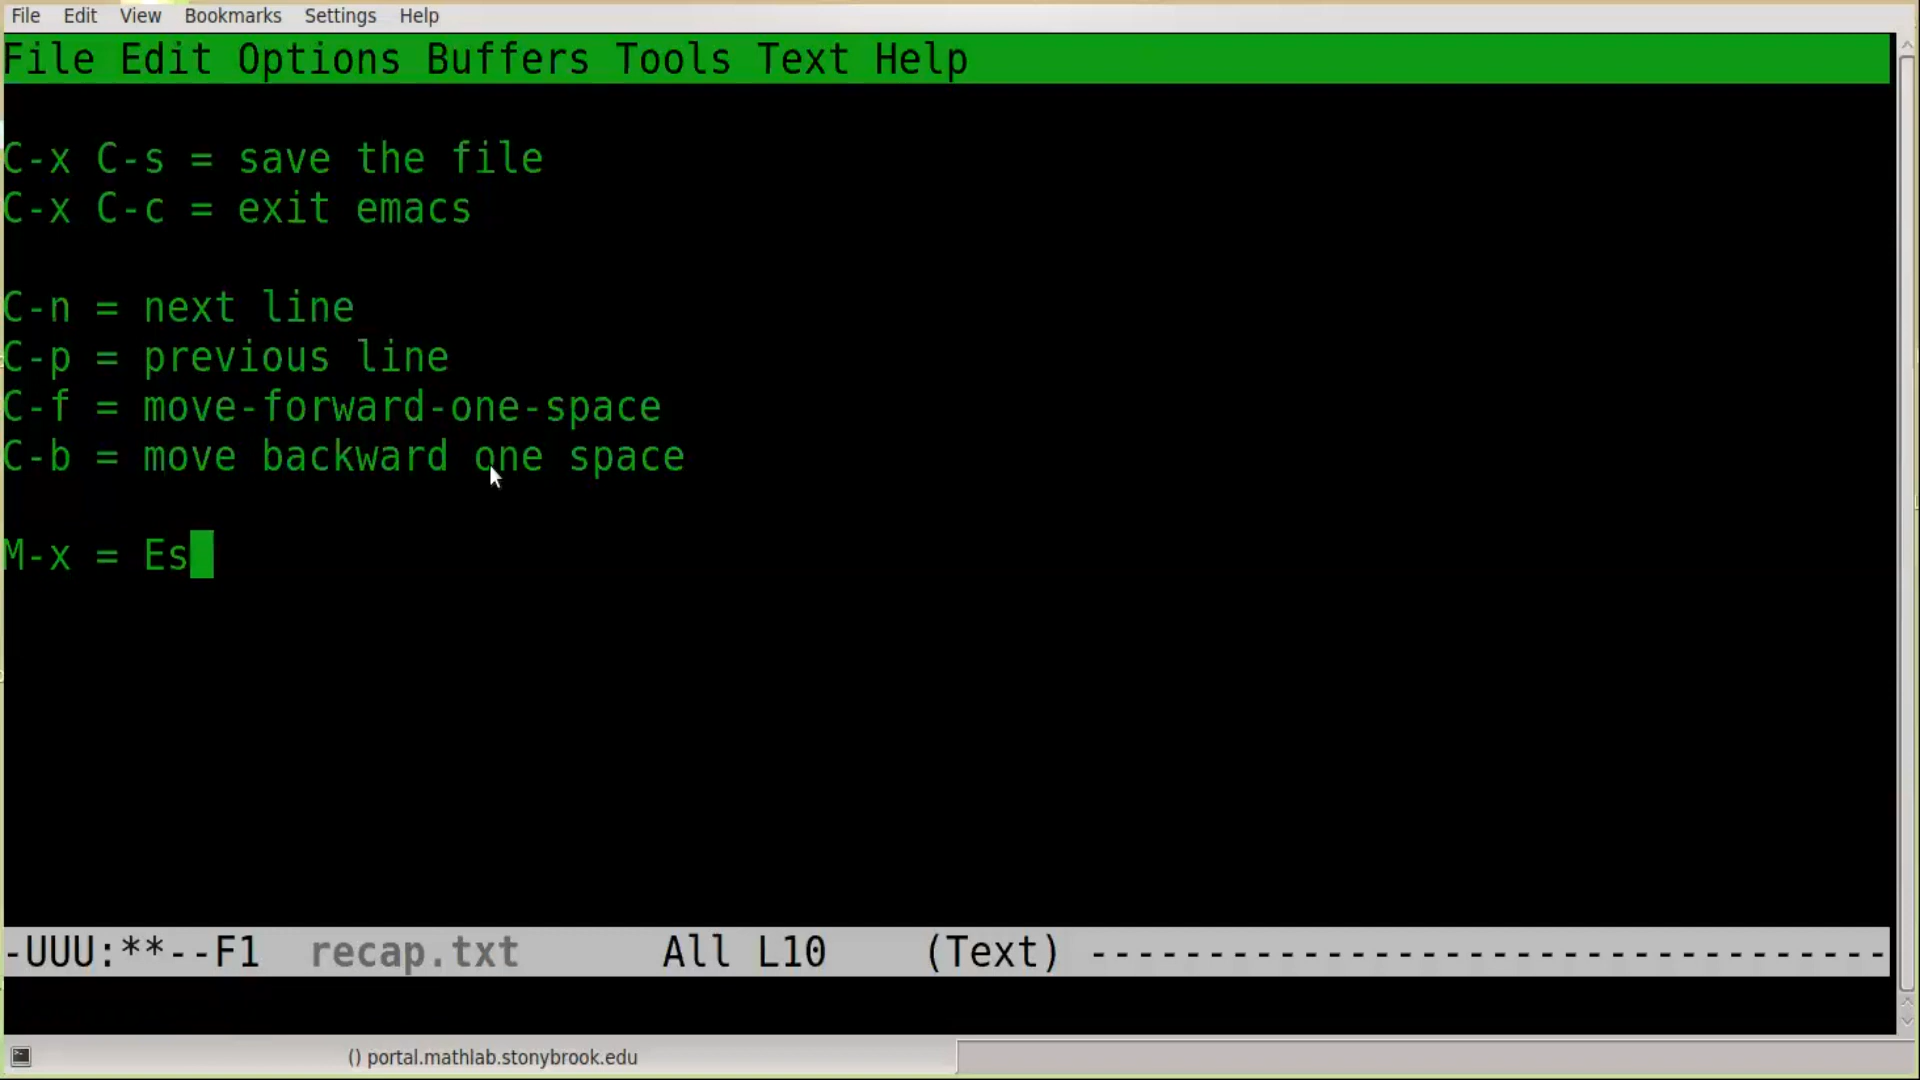 File Edit View Bookmarks Settings Help
File Edit Options Buffers Tools Text Help
C-x C-s = save the file
C-x C-c = exit emacs
C-n = next line
C-p = previous line
C-f = move-forward-one-space
C-b = move backward one space
M-x = Es
-UUU:**--F1 recap.txt All L10 (Text) ----------------------------------
() portal.mathlab.stonybrook.edu